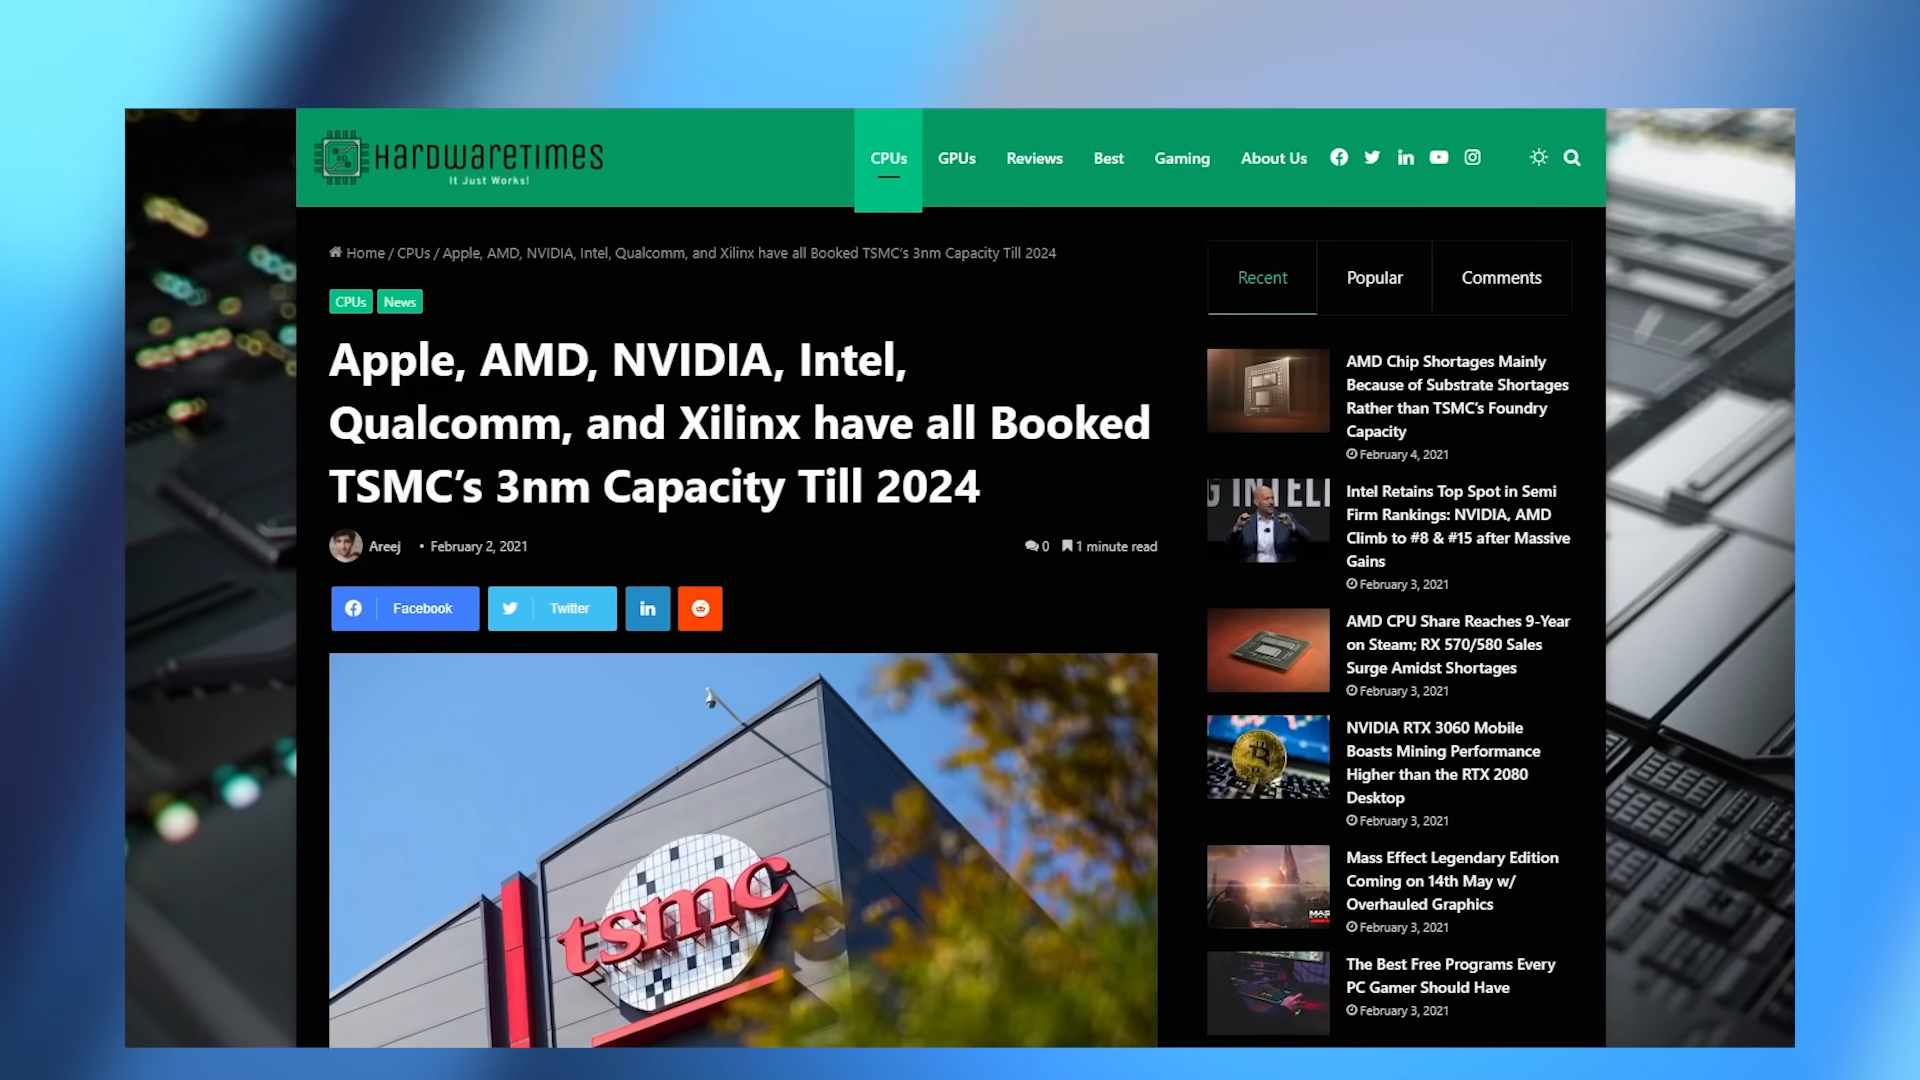 HARDWARETIMES
It Just Works!
CPUs
GPUs
Reviews
Best
Gaming
About Us
Home / CPUs / Apple, AMD, NVIDIA, Intel, Qualcomm, and Xilinx have all Booked TSMC's 3nm Capacity Till 2024
CPUs
News
Apple, AMD, NVIDIA, Intel,
Qualcomm, and Xilinx have all Booked
TSMC's 3nm Capacity Till 2024
Areej • February 2, 2021
0
1 minute read
Facebook
Twitter
in
tsmc
Recent
Popular
Comments
AMD Chip Shortages Mainly
Because of Substrate Shortages
Rather than TSMC's Foundry
Capacity
February 4, 2021
G INTELL
Intel Retains Top Spot in Semi
Firm Rankings: NVIDIA, AMD
Climb to #8 & #15 after Massive
Gains
February 3, 2021
AMD CPU Share Reaches 9-Year
on Steam; RX 570/580 Sales
Surge Amidst Shortages
February 3, 2021
NVIDIA RTX 3060 Mobile
Boasts Mining Performance
Higher than the RTX 2080
Desktop
February 3, 2021
Mass Effect Legendary Edition
Coming on 14th May w/
Overhauled Graphics
February 3, 2021
The Best Free Programs Every
PC Gamer Should Have
February 3, 2021